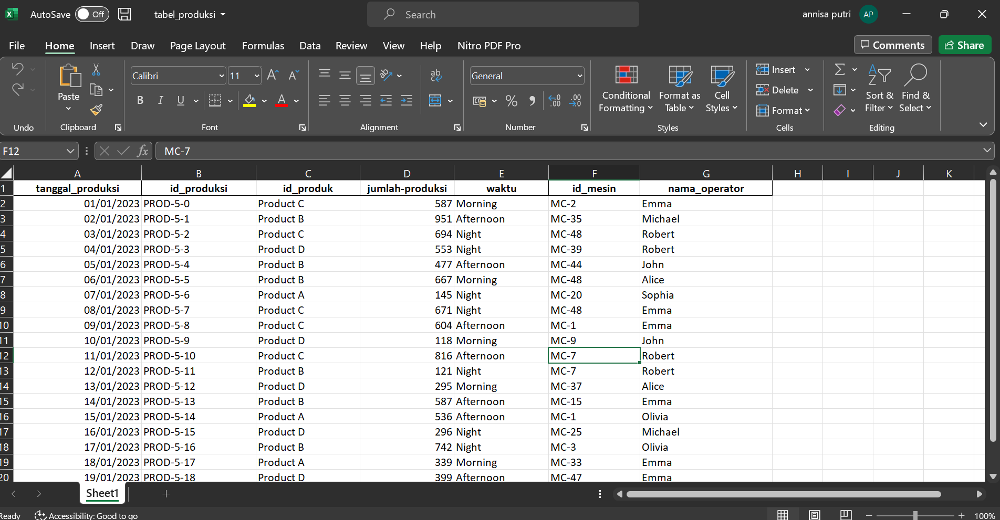 AutoSave Off tabel_produksi Search annisa putri AP
File Home Insert Draw Page Layout Formulas Data Review View Help Nitro PDF Pro Comments Share
Calibri 11 General
Paste
B I U A
Conditional Formatting
Format as Table
Cell Styles
Insert
Delete
Format
Sort & Filter
Find & Select
Undo Clipboard Font Alignment Number Styles Cells Editing
F12 fx MC-7
A B C D E F G H I J K
1 tanggal_produksi id_produksi id_produk jumlah-produksi waktu id_mesin nama_operator
2 01/01/2023 PROD-5-0 Product C 587 Morning MC-2 Emma
3 02/01/2023 PROD-5-1 Product B 951 Afternoon MC-35 Michael
4 03/01/2023 PROD-5-2 Product C 694 Night MC-48 Robert
5 04/01/2023 PROD-5-3 Product D 553 Night MC-39 Robert
6 05/01/2023 PROD-5-4 Product B 477 Afternoon MC-44 John
7 06/01/2023 PROD-5-5 Product B 667 Morning MC-48 Alice
8 07/01/2023 PROD-5-6 Product A 145 Night MC-20 Sophia
9 08/01/2023 PROD-5-7 Product C 671 Night MC-48 Emma
10 09/01/2023 PROD-5-8 Product C 604 Afternoon MC-1 Emma
11 10/01/2023 PROD-5-9 Product D 118 Morning MC-9 John
12 11/01/2023 PROD-5-10 Product C 816 Afternoon MC-7 Robert
13 12/01/2023 PROD-5-11 Product B 121 Night MC-7 Robert
14 13/01/2023 PROD-5-12 Product D 295 Morning MC-37 Alice
15 14/01/2023 PROD-5-13 Product B 587 Afternoon MC-15 Emma
16 15/01/2023 PROD-5-14 Product A 536 Afternoon MC-1 Olivia
17 16/01/2023 PROD-5-15 Product D 296 Night MC-25 Michael
18 17/01/2023 PROD-5-16 Product B 742 Night MC-3 Olivia
19 18/01/2023 PROD-5-17 Product A 339 Morning MC-33 Emma
20 19/01/2023 PROD-5-18 Product D 399 Afternoon MC-47 Emma
Sheet1
Ready Accessibility: Good to go 100%